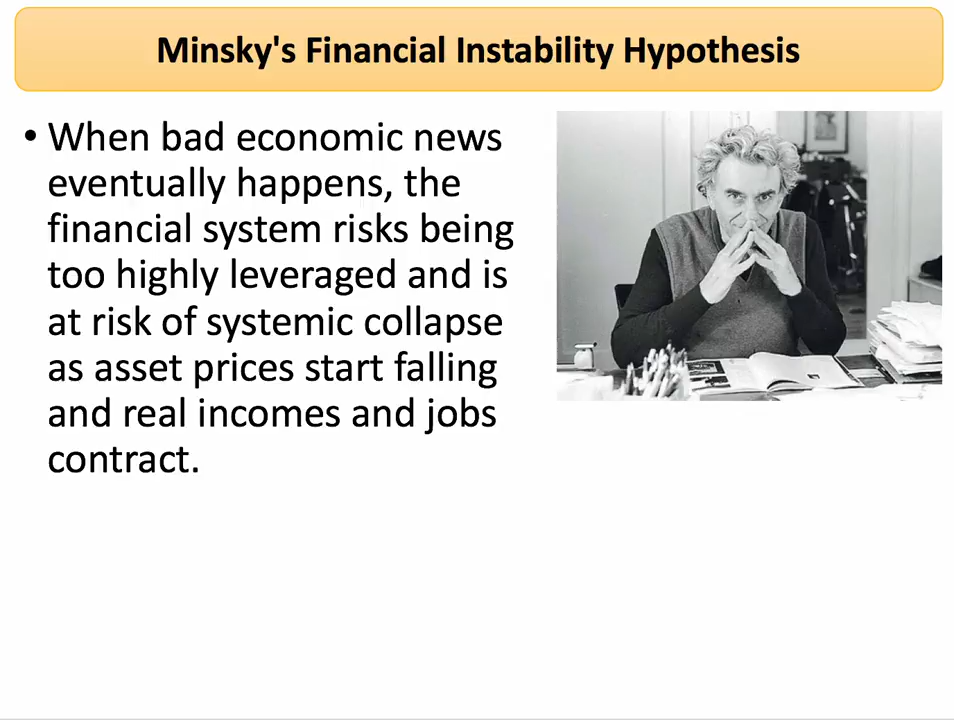 Minsky's Financial Instability Hypothesis
• When bad economic news
eventually happens, the
financial system risks being
too highly leveraged and is
at risk of systemic collapse
as asset prices start falling
and real incomes and jobs
contract.